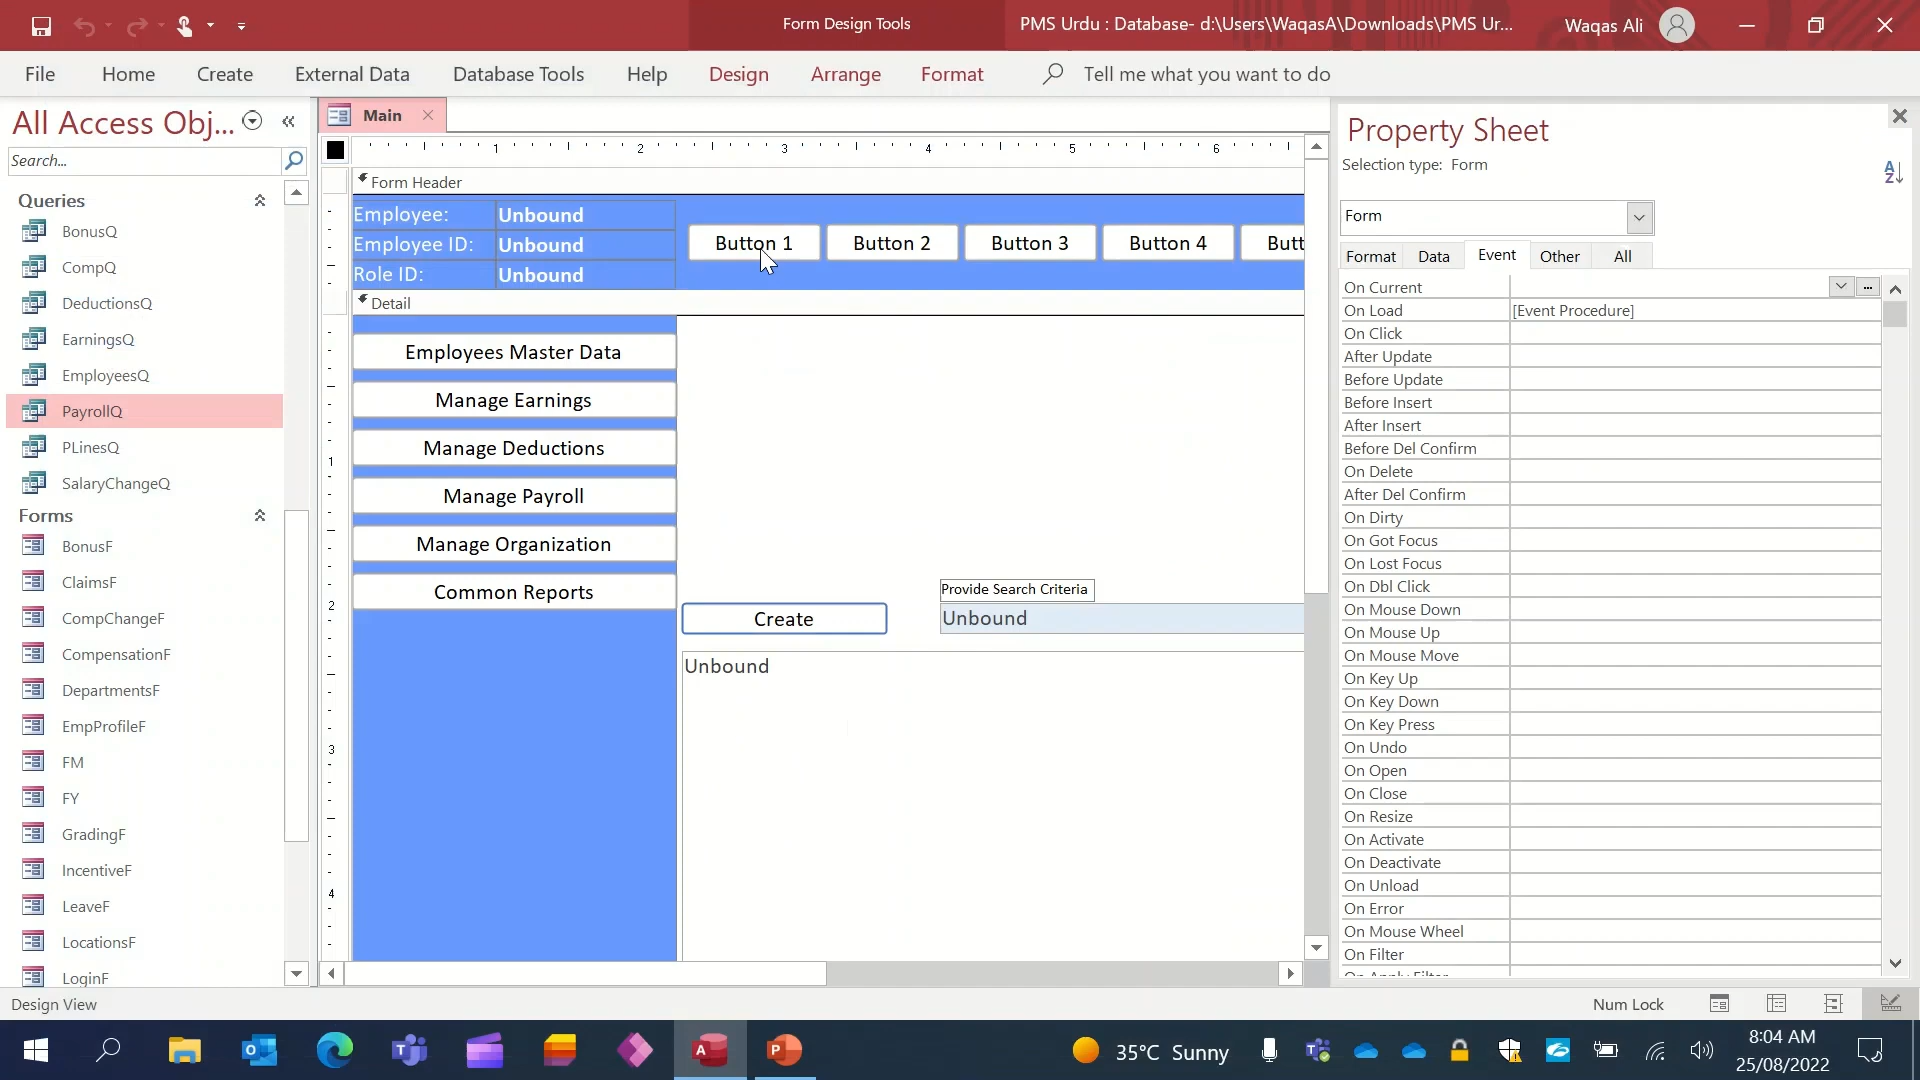 Form Design Tools
PMS Urdu : Database- d:\Users\WaqasA\Downloads\PMS Ur...
Waqas Ali
File Home Create External Data Database Tools Help Design Arrange Format Tell me what you want to do
All Access Obj...
Search...
Queries
BonusQ
CompQ
DeductionsQ
EarningsQ
EmployeesQ
PayrollQ
PLinesQ
SalaryChangeQ
Forms
BonusF
ClaimsF
CompChangeF
CompensationF
DepartmentsF
EmpProfileF
FM
FY
GradingF
IncentiveF
LeaveF
LocationsF
LoginF
Main
1 2 3 4 5 6
Form Header
Employee: Unbound
Employee ID: Unbound
Role ID: Unbound
Button 1 Button 2 Button 3 Button 4 Butt
Detail
1
2
3
4
Employees Master Data
Manage Earnings
Manage Deductions
Manage Payroll
Manage Organization
Common Reports
Provide Search Criteria
Create
Unbound
Unbound
Property Sheet
Selection type: Form
Form
Format Data Event Other All
On Current
On Load [Event Procedure]
On Click
After Update
Before Update
Before Insert
After Insert
Before Del Confirm
On Delete
After Del Confirm
On Dirty
On Got Focus
On Lost Focus
On Dbl Click
On Mouse Down
On Mouse Up
On Mouse Move
On Key Up
On Key Down
On Key Press
On Undo
On Open
On Close
On Resize
On Activate
On Deactivate
On Unload
On Error
On Mouse Wheel
On Filter
Design View
Num Lock
35°C Sunny
8:04 AM
25/08/2022